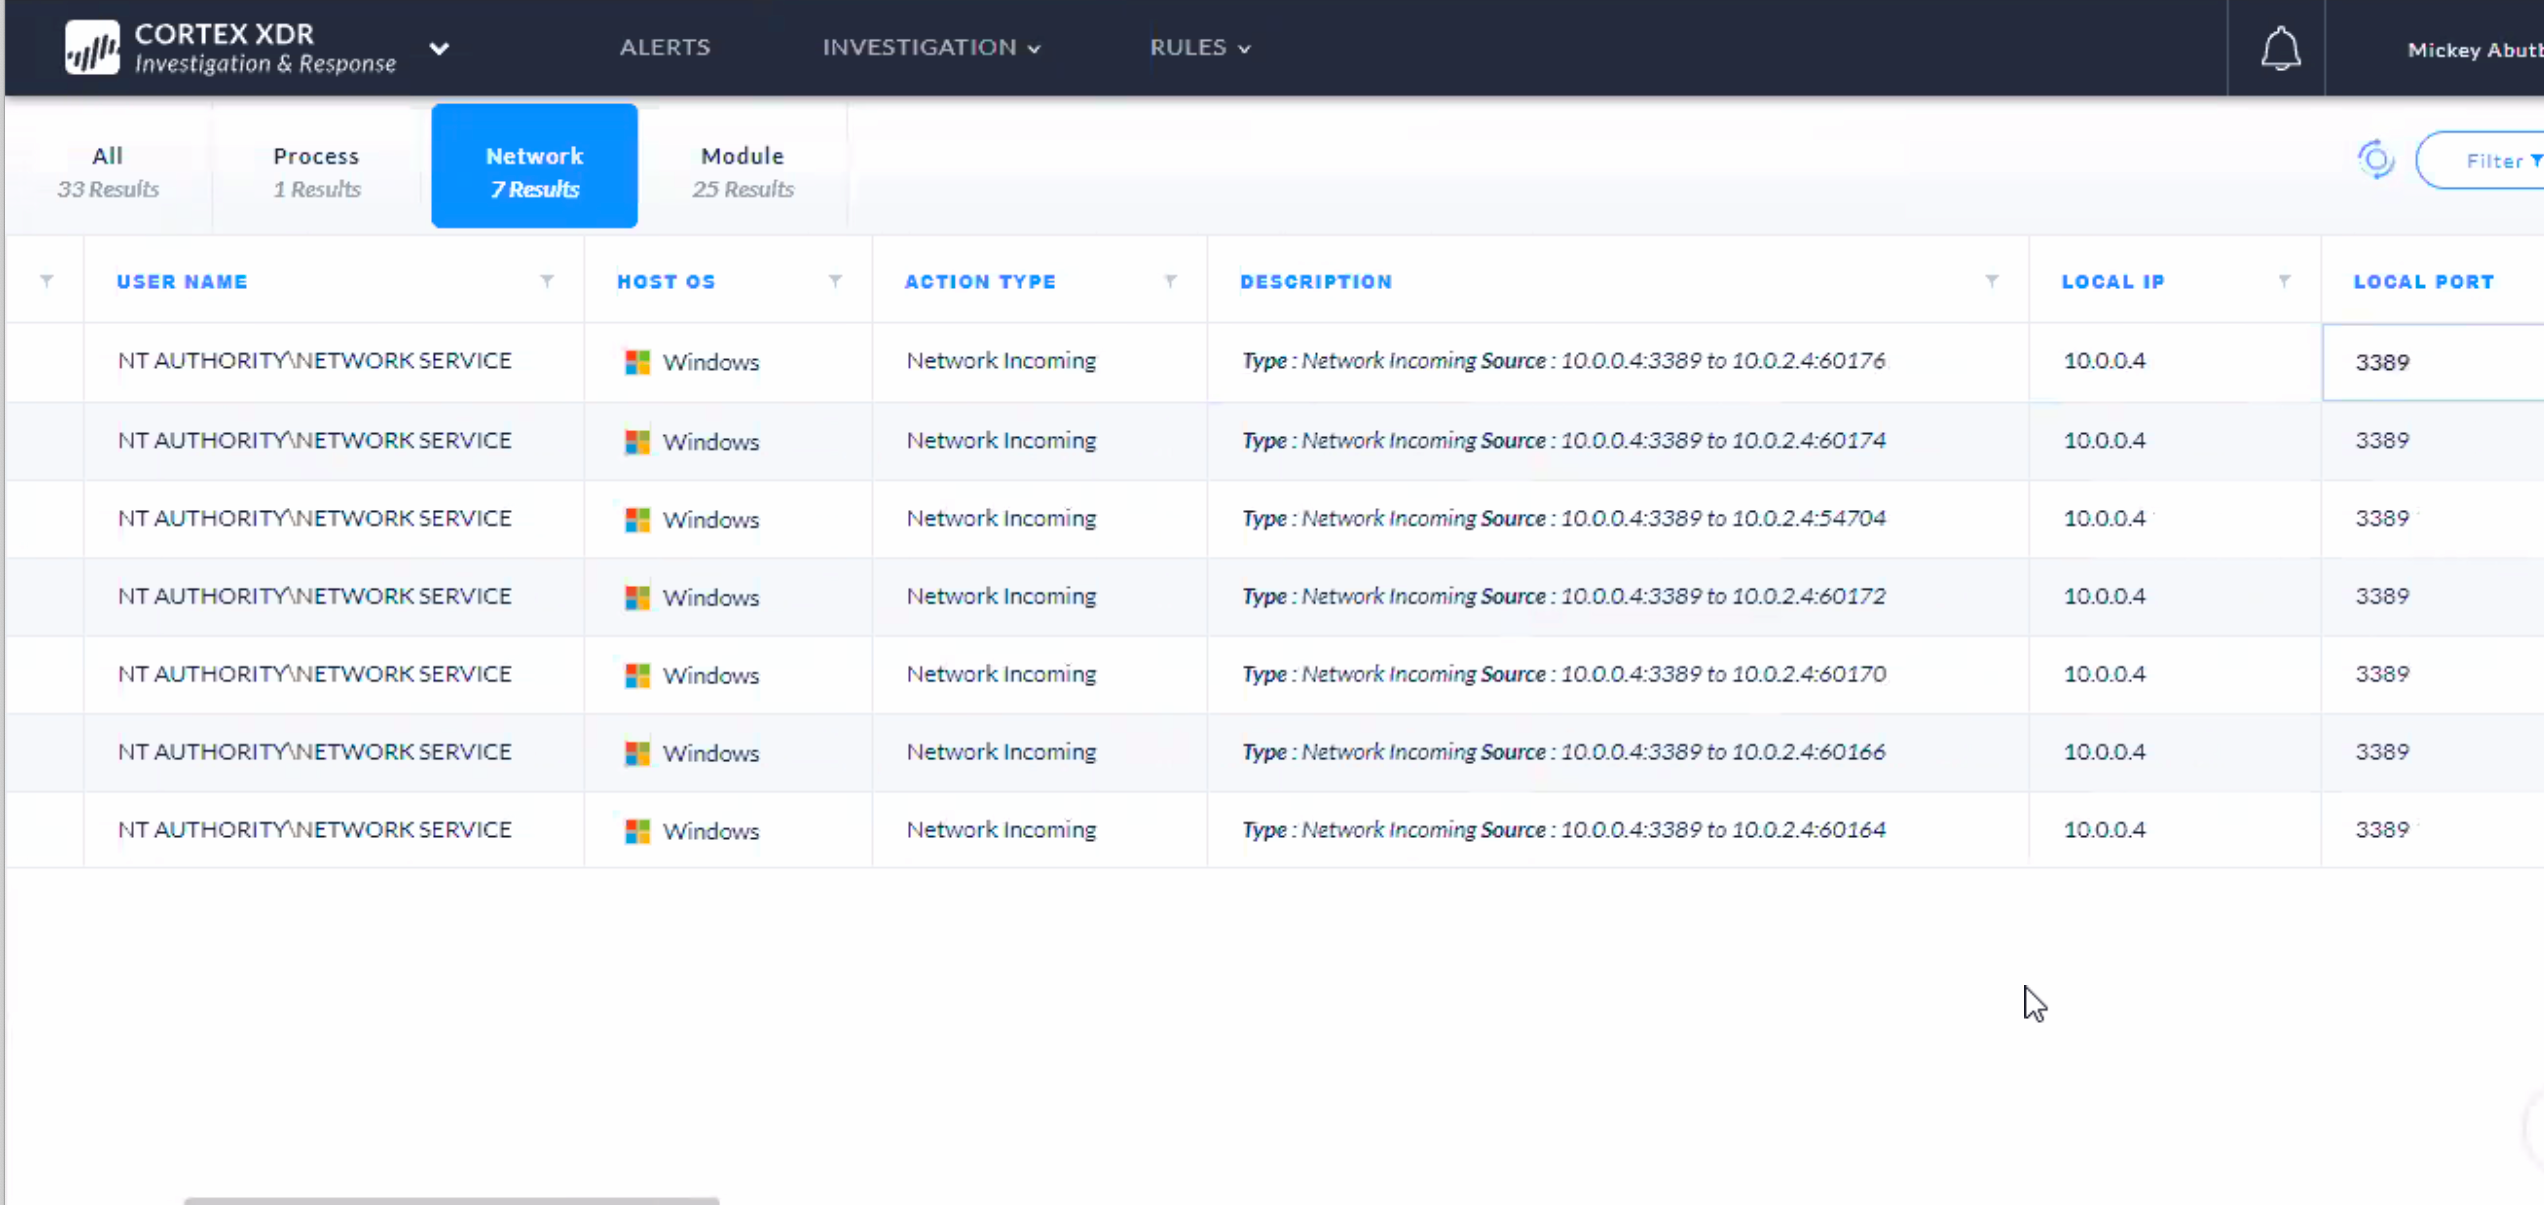 CORTEX XDR
Investigation & Response
ALERTS INVESTIGATION RULES
Mickey
All Process Network Module
33 Results 1 Results 7 Results 25 Results
Filter
USER NAME HOST OS ACTION TYPE DESCRIPTION LOCAL IP LOCAL PORT
NT AUTHORITY\NETWORK SERVICE Windows Network Incoming Type : Network Incoming Source : 10.0.0.4:3389 to 10.0.2.4:60176 10.0.0.4 3389
NT AUTHORITY\NETWORK SERVICE Windows Network Incoming Type : Network Incoming Source : 10.0.0.4:3389 to 10.0.2.4:60174 10.0.0.4 3389
NT AUTHORITY\NETWORK SERVICE Windows Network Incoming Type : Network Incoming Source : 10.0.0.4:3389 to 10.0.2.4:54704 10.0.0.4 3389
NT AUTHORITY\NETWORK SERVICE Windows Network Incoming Type : Network Incoming Source : 10.0.0.4:3389 to 10.0.2.4:60172 10.0.0.4 3389
NT AUTHORITY\NETWORK SERVICE Windows Network Incoming Type : Network Incoming Source : 10.0.0.4:3389 to 10.0.2.4:60170 10.0.0.4 3389
NT AUTHORITY\NETWORK SERVICE Windows Network Incoming Type : Network Incoming Source : 10.0.0.4:3389 to 10.0.2.4:60166 10.0.0.4 3389
NT AUTHORITY\NETWORK SERVICE Windows Network Incoming Type : Network Incoming Source : 10.0.0.4:3389 to 10.0.2.4:60164 10.0.0.4 3389